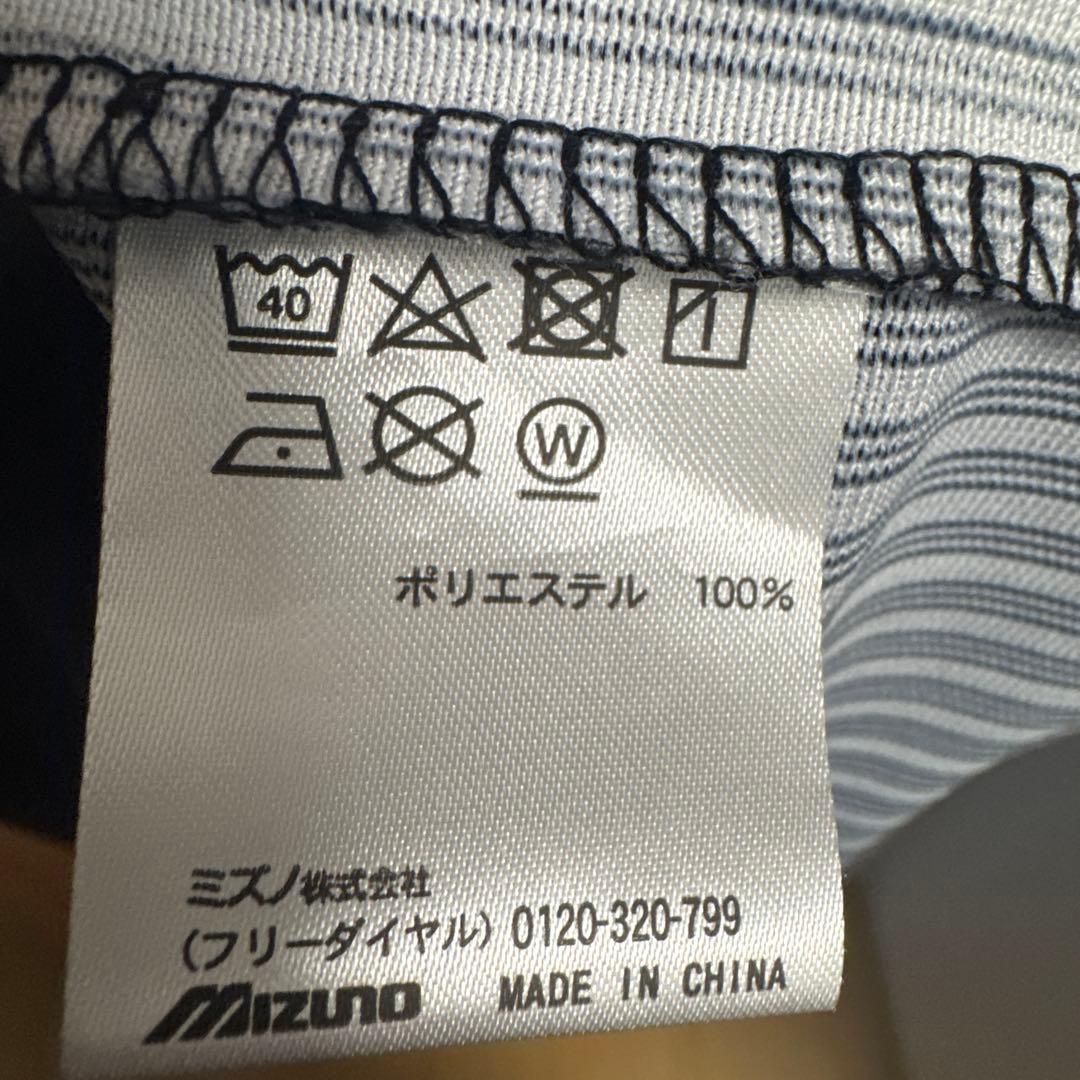 40
W
ポリエステル 100%
ミズノ株式会社
(フリーダイヤル) 0120-320-799
MIZUNO MADE IN CHINA